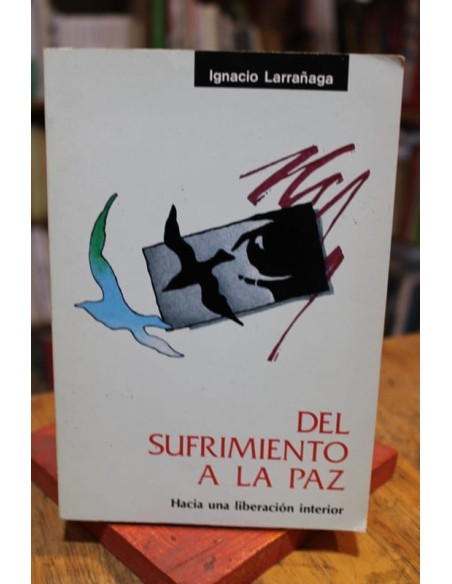 Ignacio Larrañaga
DEL
SUFRIMIENTO
A LA PAZ
Hacia una liberación interior